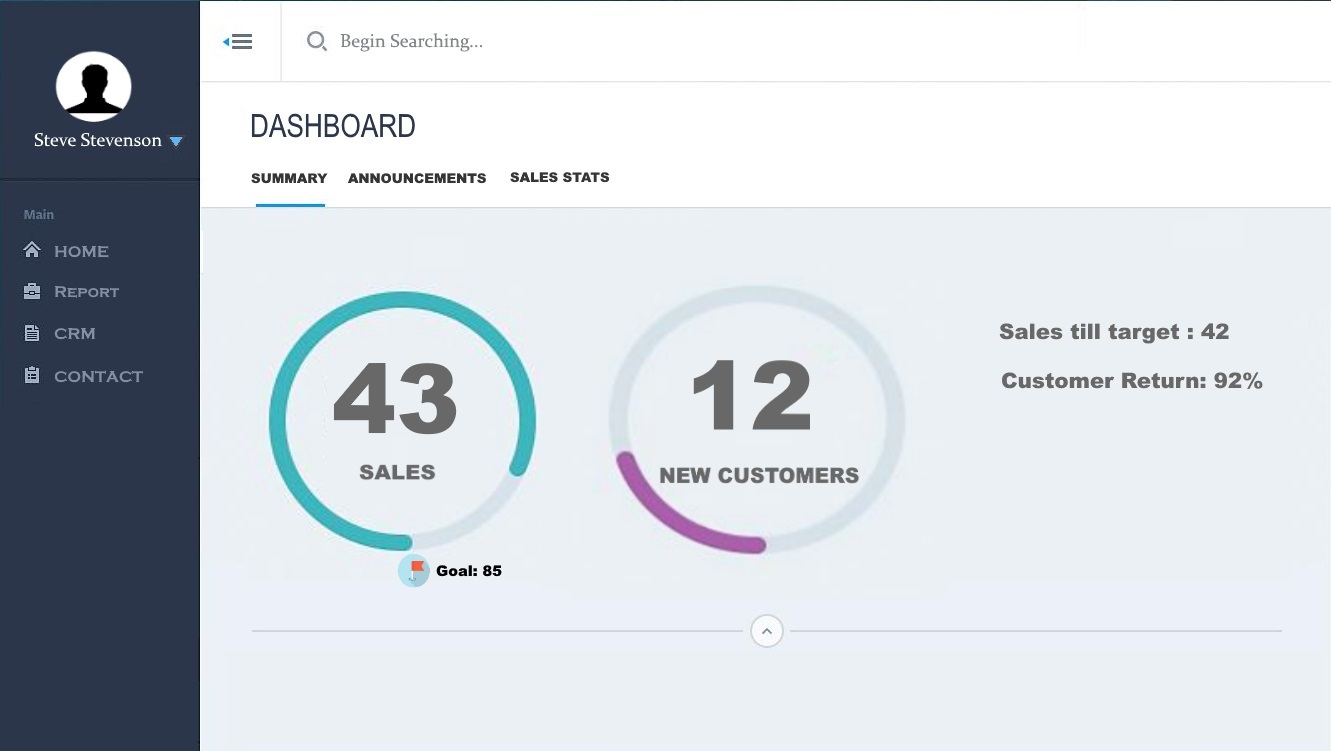 Steve Stevenson
Main
HOME
Report
CRM
CONTACT
Begin Searching...
DASHBOARD
SUMMARY ANNOUNCEMENTS SALES STATS
43
SALES
Goal: 85
12
NEW CUSTOMERS
Sales till target : 42
Customer Return: 92%